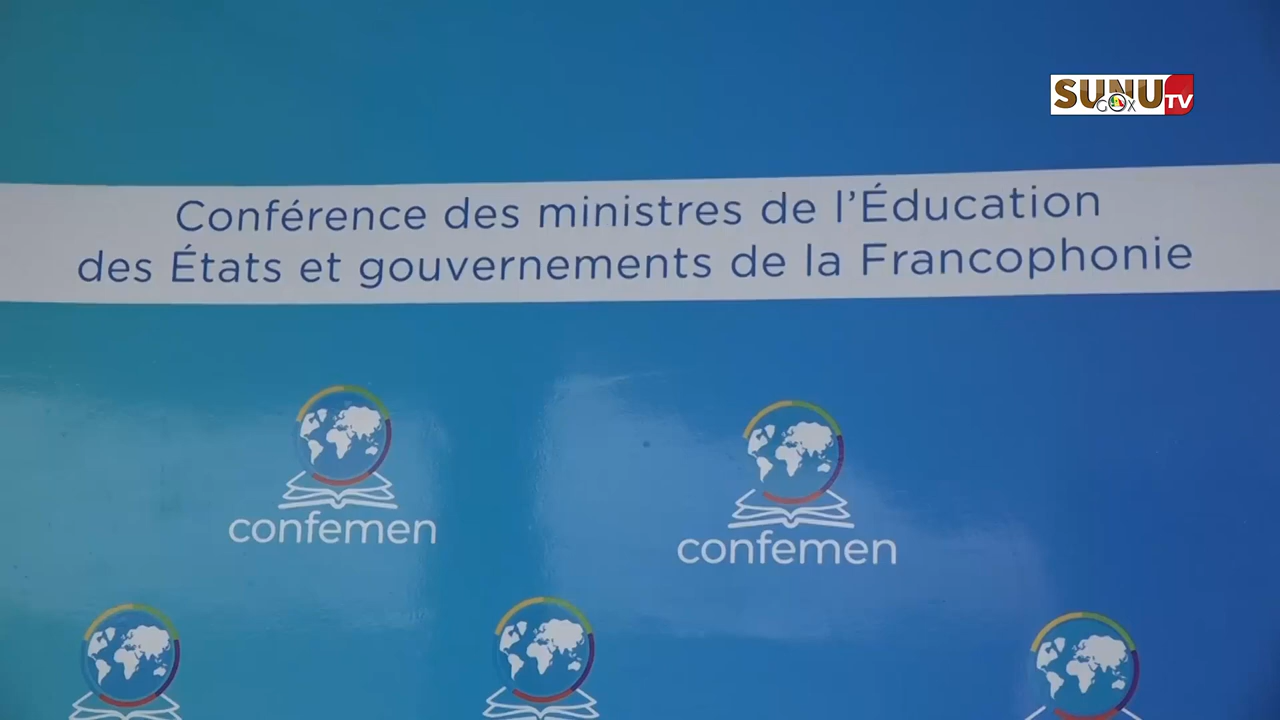 SUNU
GOX
TV
Conférence des ministres de l'Éducation
des États et gouvernements de la Francophonie
confemen
confemen